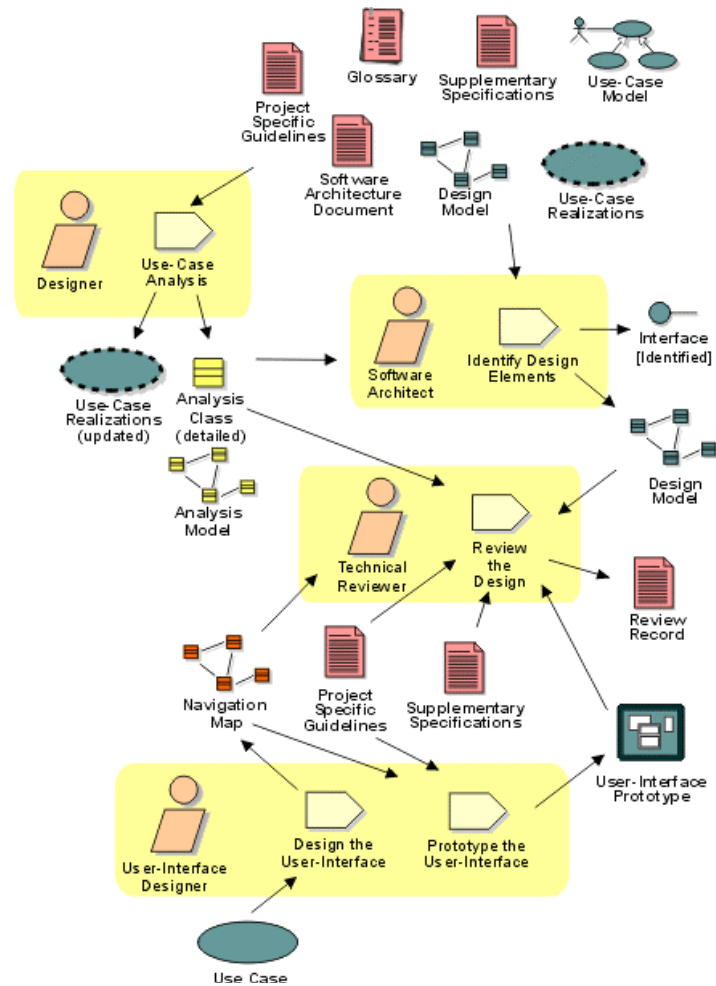 Glossary
Supplementary
Specifications
Use-Case
Model
Project
Specific
Guidelines
Software
Architecture
Document
Design
Model
Use-Case
Realizations
Designer
Use-Case
Analysis
Software
Architect
Identify Design
Elements
Interface
[Identified]
Use-Case
Realizations
(updated)
Analysis
Class
(detailed)
Analysis
Model
Design
Model
Technical
Reviewer
Review
the
Design
Review
Record
Navigation
Map
Project
Specific
Guidelines
Supplementary
Specifications
User-Interface
Prototype
User-Interface
Designer
Design the
User-Interface
Prototype the
User-Interface
Use Case